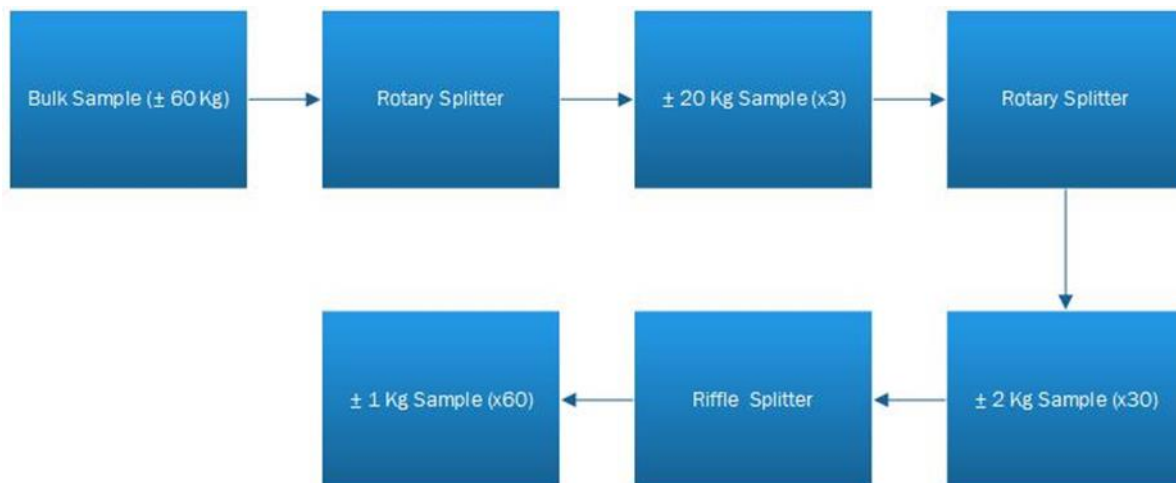 Bulk Sample (± 60 Kg)
Rotary Splitter
± 20 Kg Sample (x3)
Rotary Splitter
± 2 Kg Sample (x30)
Riffle Splitter
± 1 Kg Sample (x60)